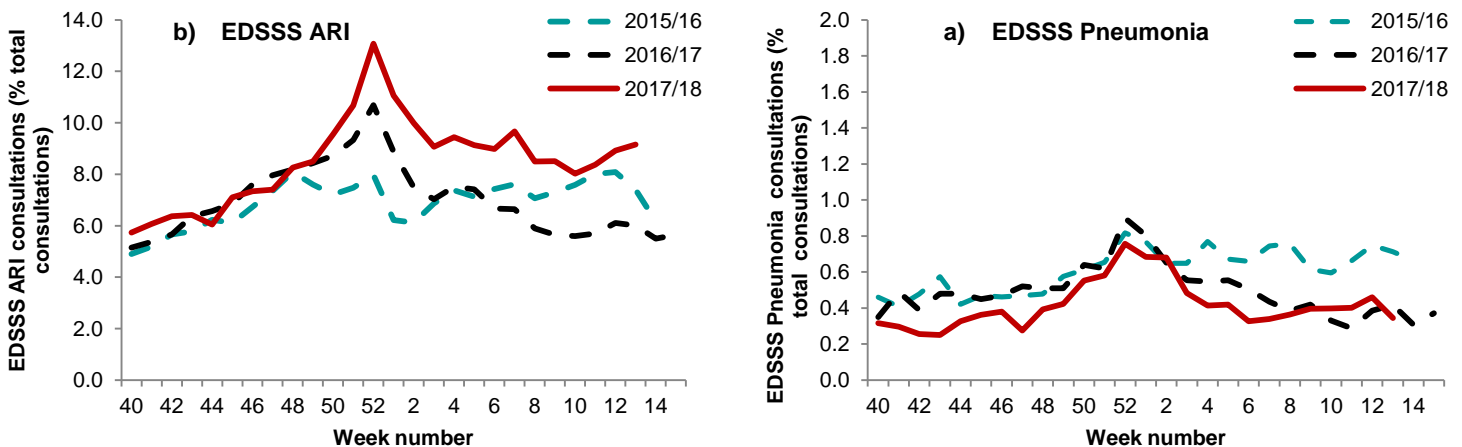 b) EDSSS ARI
2015/16
2016/17
2017/18
EDSSS ARI consultations (% total
consultations)
14.0
12.0
10.0
8.0
6.0
4.0
2.0
0.0
40 42 44 46 48 50 52 2 4 6 8 10 12 14
Week number
a) EDSSS Pneumonia
2015/16
2016/17
2017/18
EDSSS Pneumonia consultations (%
total consultations)
2.0
1.8
1.6
1.4
1.2
1.0
0.8
0.6
0.4
0.2
0.0
40 42 44 46 48 50 52 2 4 6 8 10 12 14
Week number